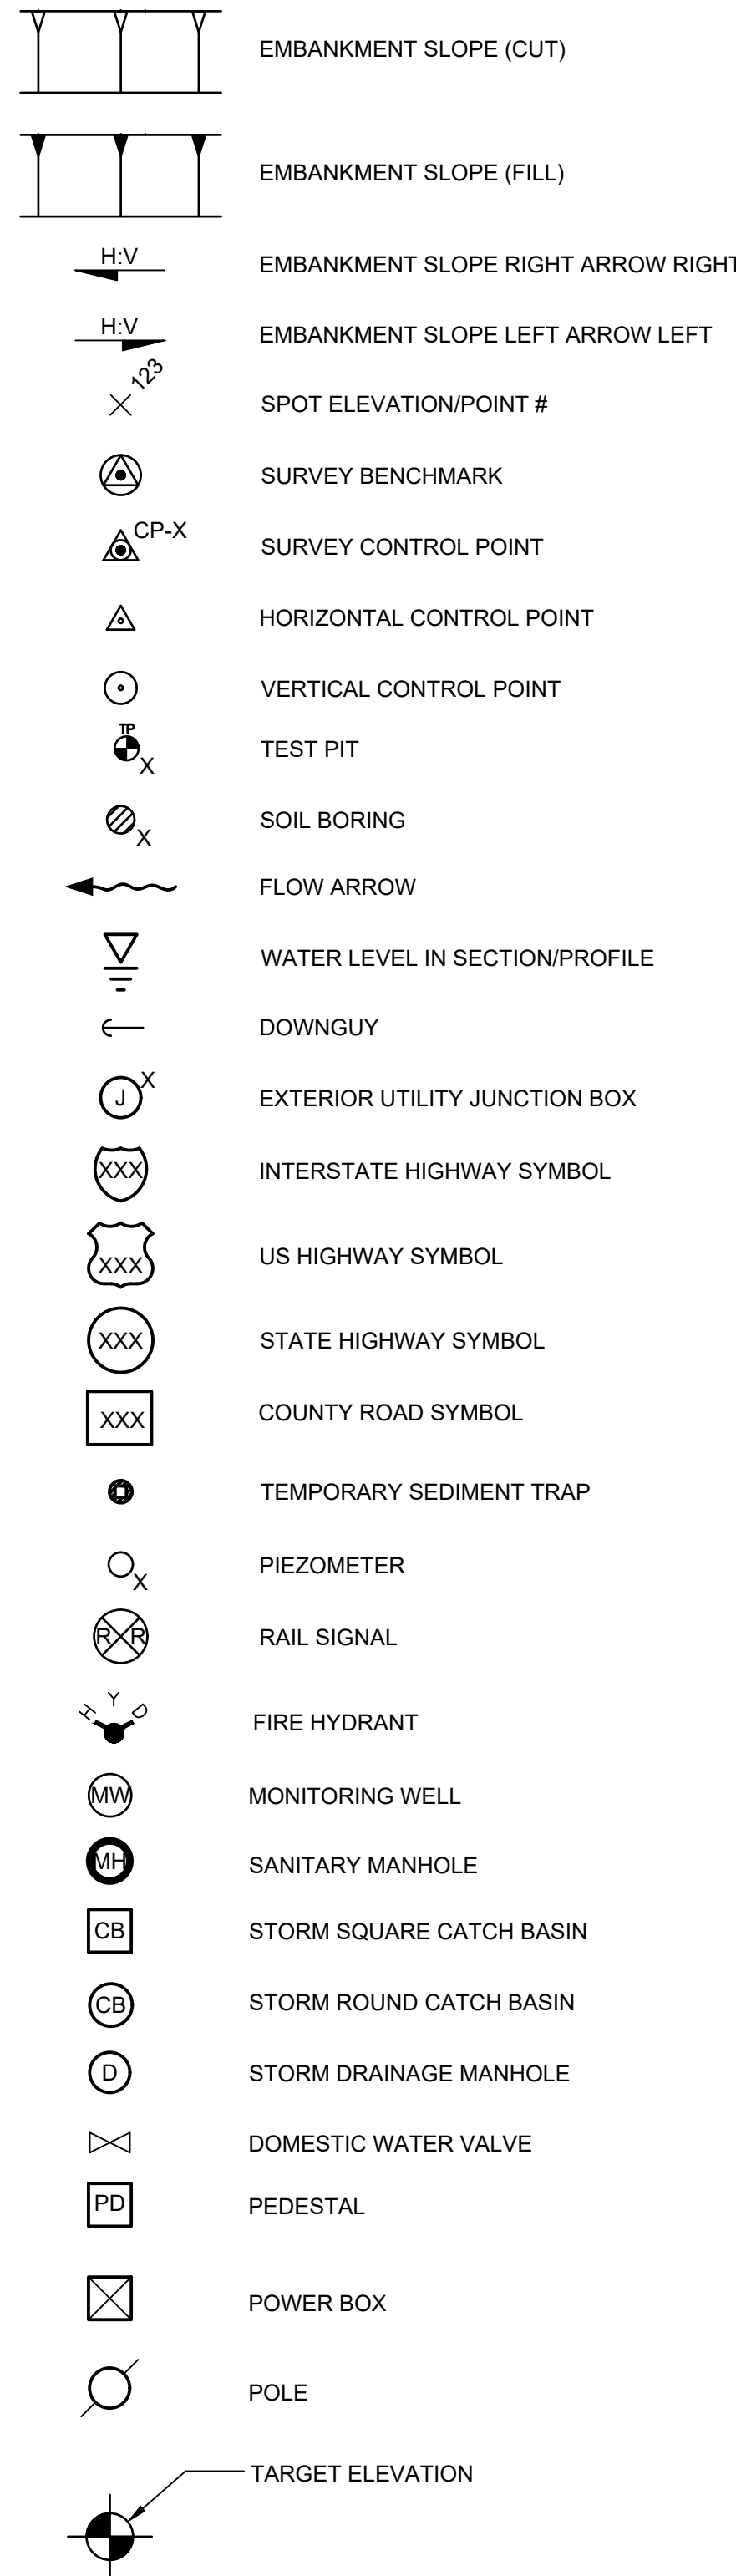 EMBANKMENT SLOPE (CUT)
EMBANKMENT SLOPE (FILL)
H:V EMBANKMENT SLOPE RIGHT ARROW RIGHT
H:V EMBANKMENT SLOPE LEFT ARROW LEFT
123 SPOT ELEVATION/POINT #
SURVEY BENCHMARK
CP-X SURVEY CONTROL POINT
HORIZONTAL CONTROL POINT
VERTICAL CONTROL POINT
TP X TEST PIT
X SOIL BORING
FLOW ARROW
WATER LEVEL IN SECTION/PROFILE
DOWNGUY
J X EXTERIOR UTILITY JUNCTION BOX
XXX INTERSTATE HIGHWAY SYMBOL
XXX US HIGHWAY SYMBOL
XXX STATE HIGHWAY SYMBOL
XXX COUNTY ROAD SYMBOL
TEMPORARY SEDIMENT TRAP
X PIEZOMETER
R R RAIL SIGNAL
H Y D FIRE HYDRANT
MW MONITORING WELL
MH SANITARY MANHOLE
CB STORM SQUARE CATCH BASIN
CB STORM ROUND CATCH BASIN
D STORM DRAINAGE MANHOLE
DOMESTIC WATER VALVE
PD PEDESTAL
POWER BOX
POLE
TARGET ELEVATION